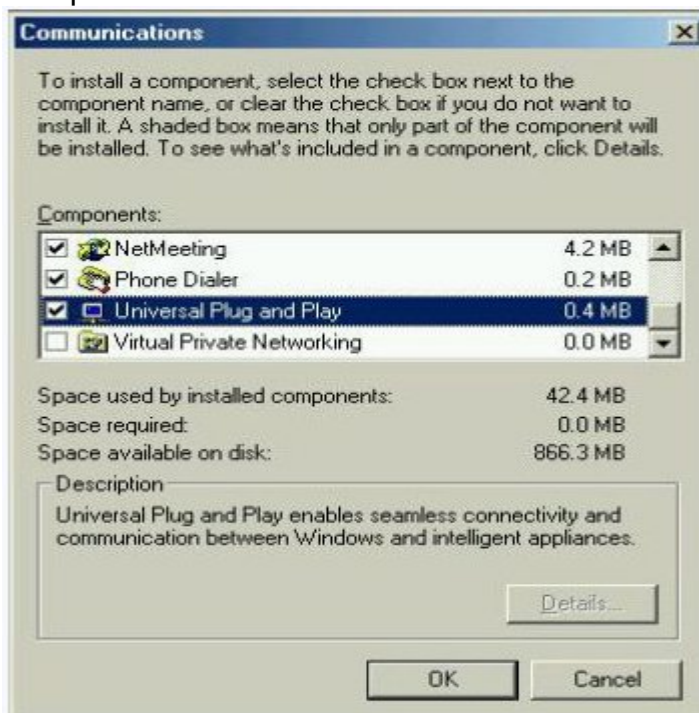 Communications
To install a component, select the check box next to the
component name, or clear the check box if you do not want to
install it. A shaded box means that only part of the component will
be installed. To see what's included in a component, click Details.
Components:
NetMeeting 4.2 MB
Phone Dialer 0.2 MB
Universal Plug and Play 0.4 MB
Virtual Private Networking 0.0 MB
Space used by installed components: 42.4 MB
Space required: 0.0 MB
Space available on disk: 866.3 MB
Description
Universal Plug and Play enables seamless connectivity and
communication between Windows and intelligent appliances.
Details...
OK Cancel